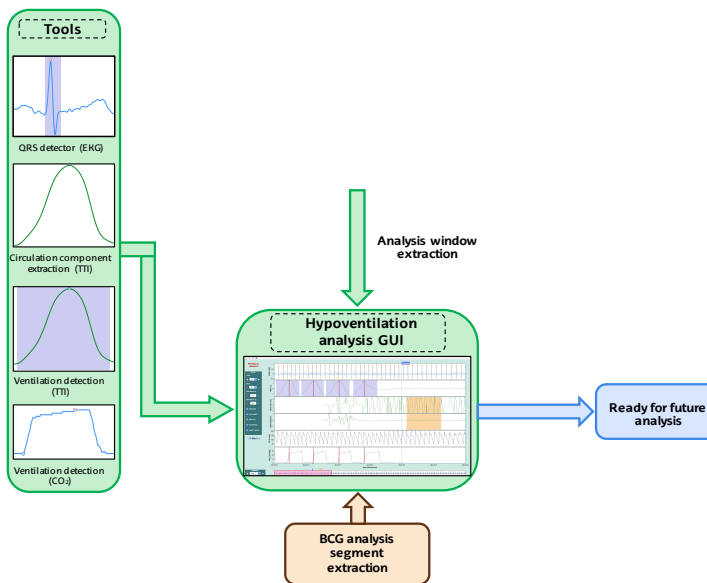 Tools
QRS detector (EKG)
Circulation component
extraction (TTI)
Ventilation detection
(TTI)
Ventilation detection
(CO₂)
Analysis window
extraction
Hypoventilation
analysis GUI
Ready for future
analysis
BCG analysis
segment
extraction